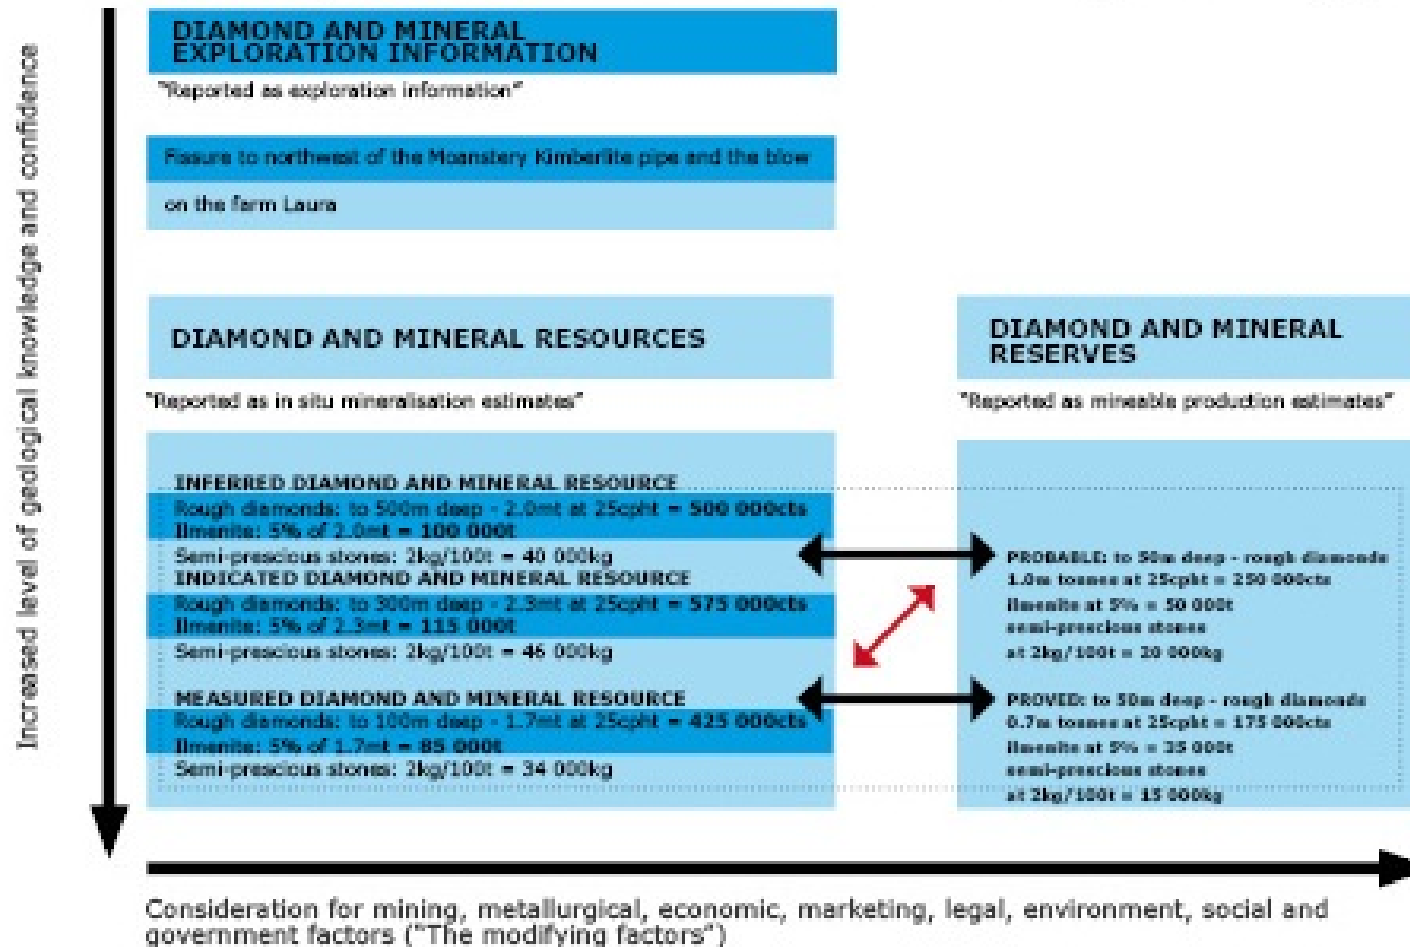 Increased level of geological knowledge and confidence
DIAMOND AND MINERAL
EXPLORATION INFORMATION
"Reported as exploration information"
Fissure to northwest of the Moanstery Kimberlite pipe and the blow
on the farm Laura
DIAMOND AND MINERAL RESOURCES
"Reported as in situ mineralisation estimates"
INFERRED DIAMOND AND MINERAL RESOURCE
Rough diamonds: to 500m deep - 2.0mt at 25cpht = 500 000cts
Ilmenite: 5% of 2.0mt = 100 000t
Semi-prescious stones: 2kg/100t = 40 000kg
INDICATED DIAMOND AND MINERAL RESOURCE
Rough diamonds: to 300m deep - 2.3mt at 25cpht = 575 000cts
Ilmenite: 5% of 2.3mt = 115 000t
Semi-prescious stones: 2kg/100t = 46 000kg
MEASURED DIAMOND AND MINERAL RESOURCE
Rough diamonds: to 100m deep - 1.7mt at 25cpht = 425 000cts
Ilmenite: 5% of 1.7mt = 85 000t
Semi-prescious stones: 2kg/100t = 34 000kg
DIAMOND AND MINERAL
RESERVES
"Reported as mineable production estimates"
PROBABLE: to 50m deep - rough diamonds
1.0m tonnes at 25cpht = 250 000cts
ilmenite at 5% = 50 000t
semi-prescious stones
at 2kg/100t = 20 000kg
PROVED: to 50m deep - rough diamonds
0.7m tonnes at 25cpht = 175 000cts
ilmenite at 5% = 35 000t
semi-prescious stones
at 2kg/100t = 15 000kg
Consideration for mining, metallurgical, economic, marketing, legal, environment, social and
government factors ("The modifying factors")